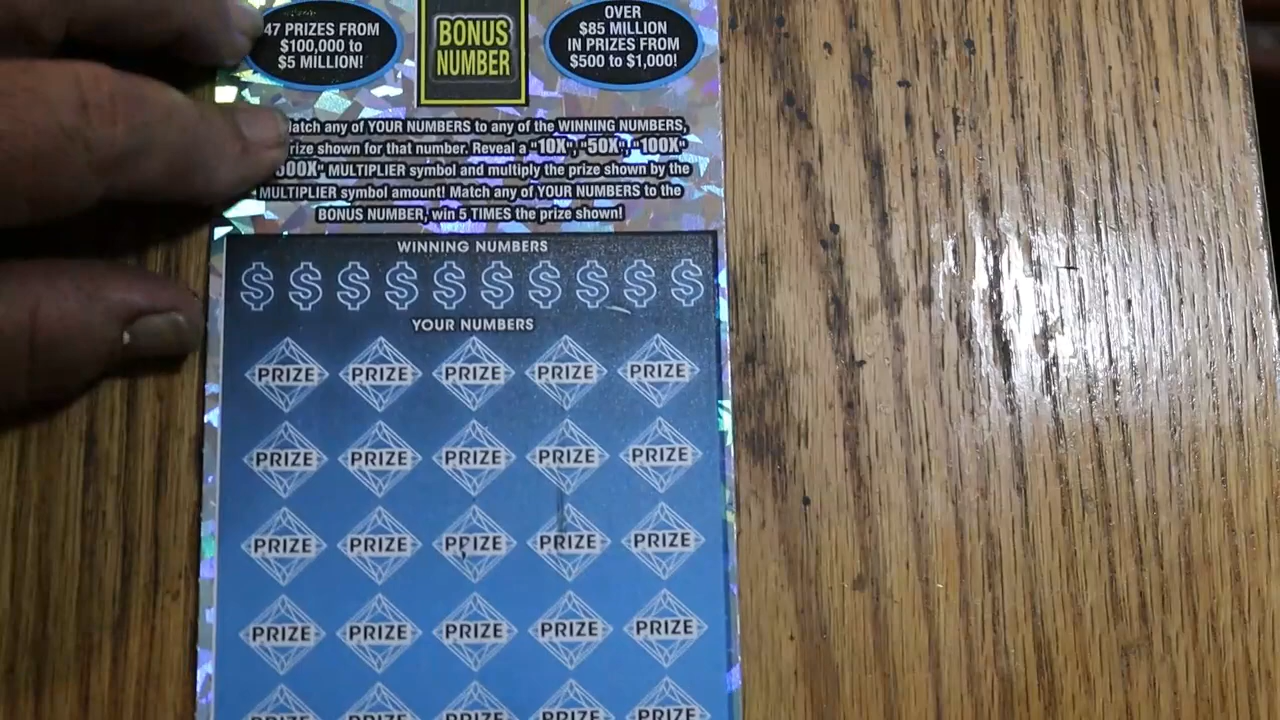 47 PRIZES FROM
$100,000 to
$5 MILLION!
BONUS
NUMBER
OVER
$85 MILLION
IN PRIZES FROM
$500 to $1,000!
any of YOUR NUMBERS to any of the WINNING NUMBERS,
shown for that number. Reveal a "10X", "50X", "100X"
MULTIPLIER symbol and multiply the prize shown by the
MULTIPLIER symbol amount! Match any of YOUR NUMBERS to the
BONUS NUMBER, win 5 TIMES the prize shown!
WINNING NUMBERS
$ $ $ $ $ $ $ $ $ $
YOUR NUMBERS
PRIZE PRIZE PRIZE PRIZE PRIZE
PRIZE PRIZE PRIZE PRIZE PRIZE
PRIZE PRIZE PRIZE PRIZE PRIZE
PRIZE PRIZE PRIZE PRIZE PRIZE
PRIZE PRIZE PRIZE PRIZE PRIZE